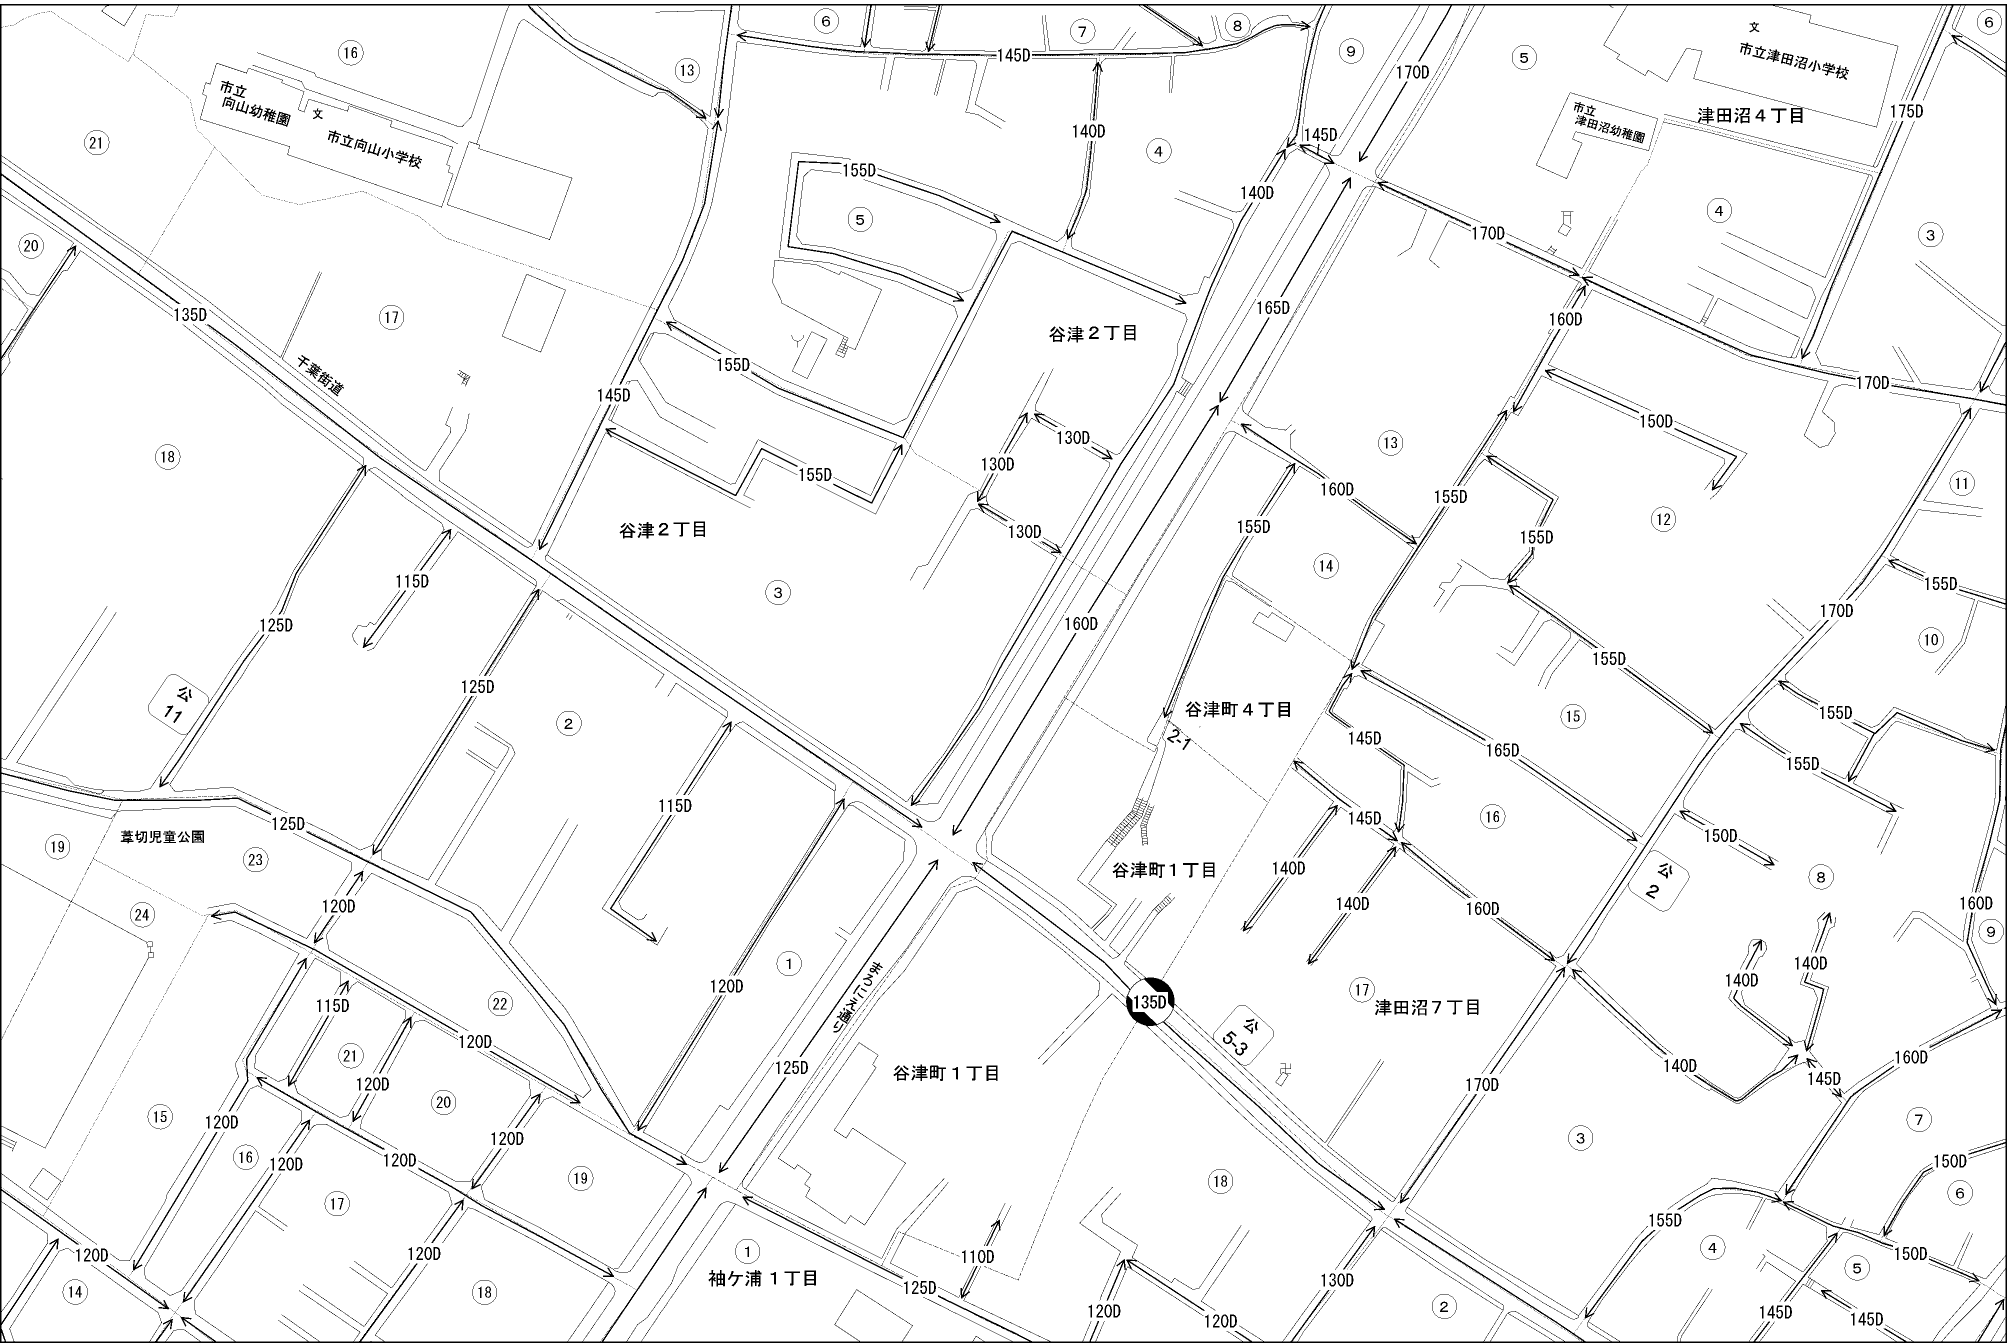 ⑥
⑦
⑧
⑨
⑤
文
市立津田沼小学校
⑥
⑯
⑬
145D
170D
市立
向山幼稚園
文
市立向山小学校
市立
津田沼幼稚園
津田沼４丁目
175D
㉑
140D
145D
④
155D
140D
④
⑤
170D
③
⑳
135D
⑰
165D
160D
谷津２丁目
155D
千葉街道
145D
170D
150D
⑱
130D
⑬
155D
130D
160D
155D
⑪
谷津２丁目
130D
155D
155D
⑫
115D
⑭
155D
③
125D
160D
170D
⑩
155D
125D
公
11
②
谷津町４丁目
2-1
145D
⑮
155D
165D
155D
115D
125D
145D
⑯
150D
葦切児童公園
⑲
㉓
谷津町１丁目
140D
公
2
⑧
120D
㉔
140D
160D
160D
⑨
①
140D
140D
120D
まろにえ通り
⑰
135D
津田沼７丁目
115D
㉒
120D
公
5-3
㉑
125D
谷津町１丁目
140D
160D
145D
120D
⑳
170D
⑮
120D
120D
③
⑦
⑯
120D
120D
⑲
⑱
150D
⑥
⑰
155D
120D
120D
①
袖ケ浦１丁目
110D
④
150D
⑤
⑭
⑱
125D
130D
②
120D
120D
145D
145D